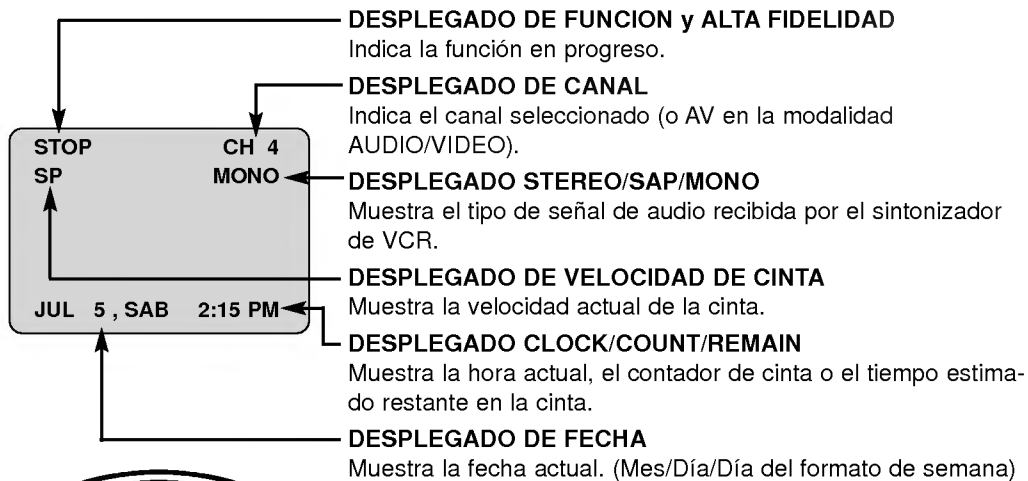 DESPLEGADO DE FUNCION y ALTA FIDELIDAD
Indica la función en progreso.
DESPLEGADO DE CANAL
Indica el canal seleccionado (o AV en la modalidad
AUDIO/VIDEO).
STOP CH 4
SP MONO
DESPLEGADO STEREO/SAP/MONO
Muestra el tipo de señal de audio recibida por el sintonizador
de VCR.
DESPLEGADO DE VELOCIDAD DE CINTA
Muestra la velocidad actual de la cinta.
JUL 5 , SAB 2:15 PM
DESPLEGADO CLOCK/COUNT/REMAIN
Muestra la hora actual, el contador de cinta o el tiempo estima-
do restante en la cinta.
DESPLEGADO DE FECHA
Muestra la fecha actual. (Mes/Día/Día del formato de semana)